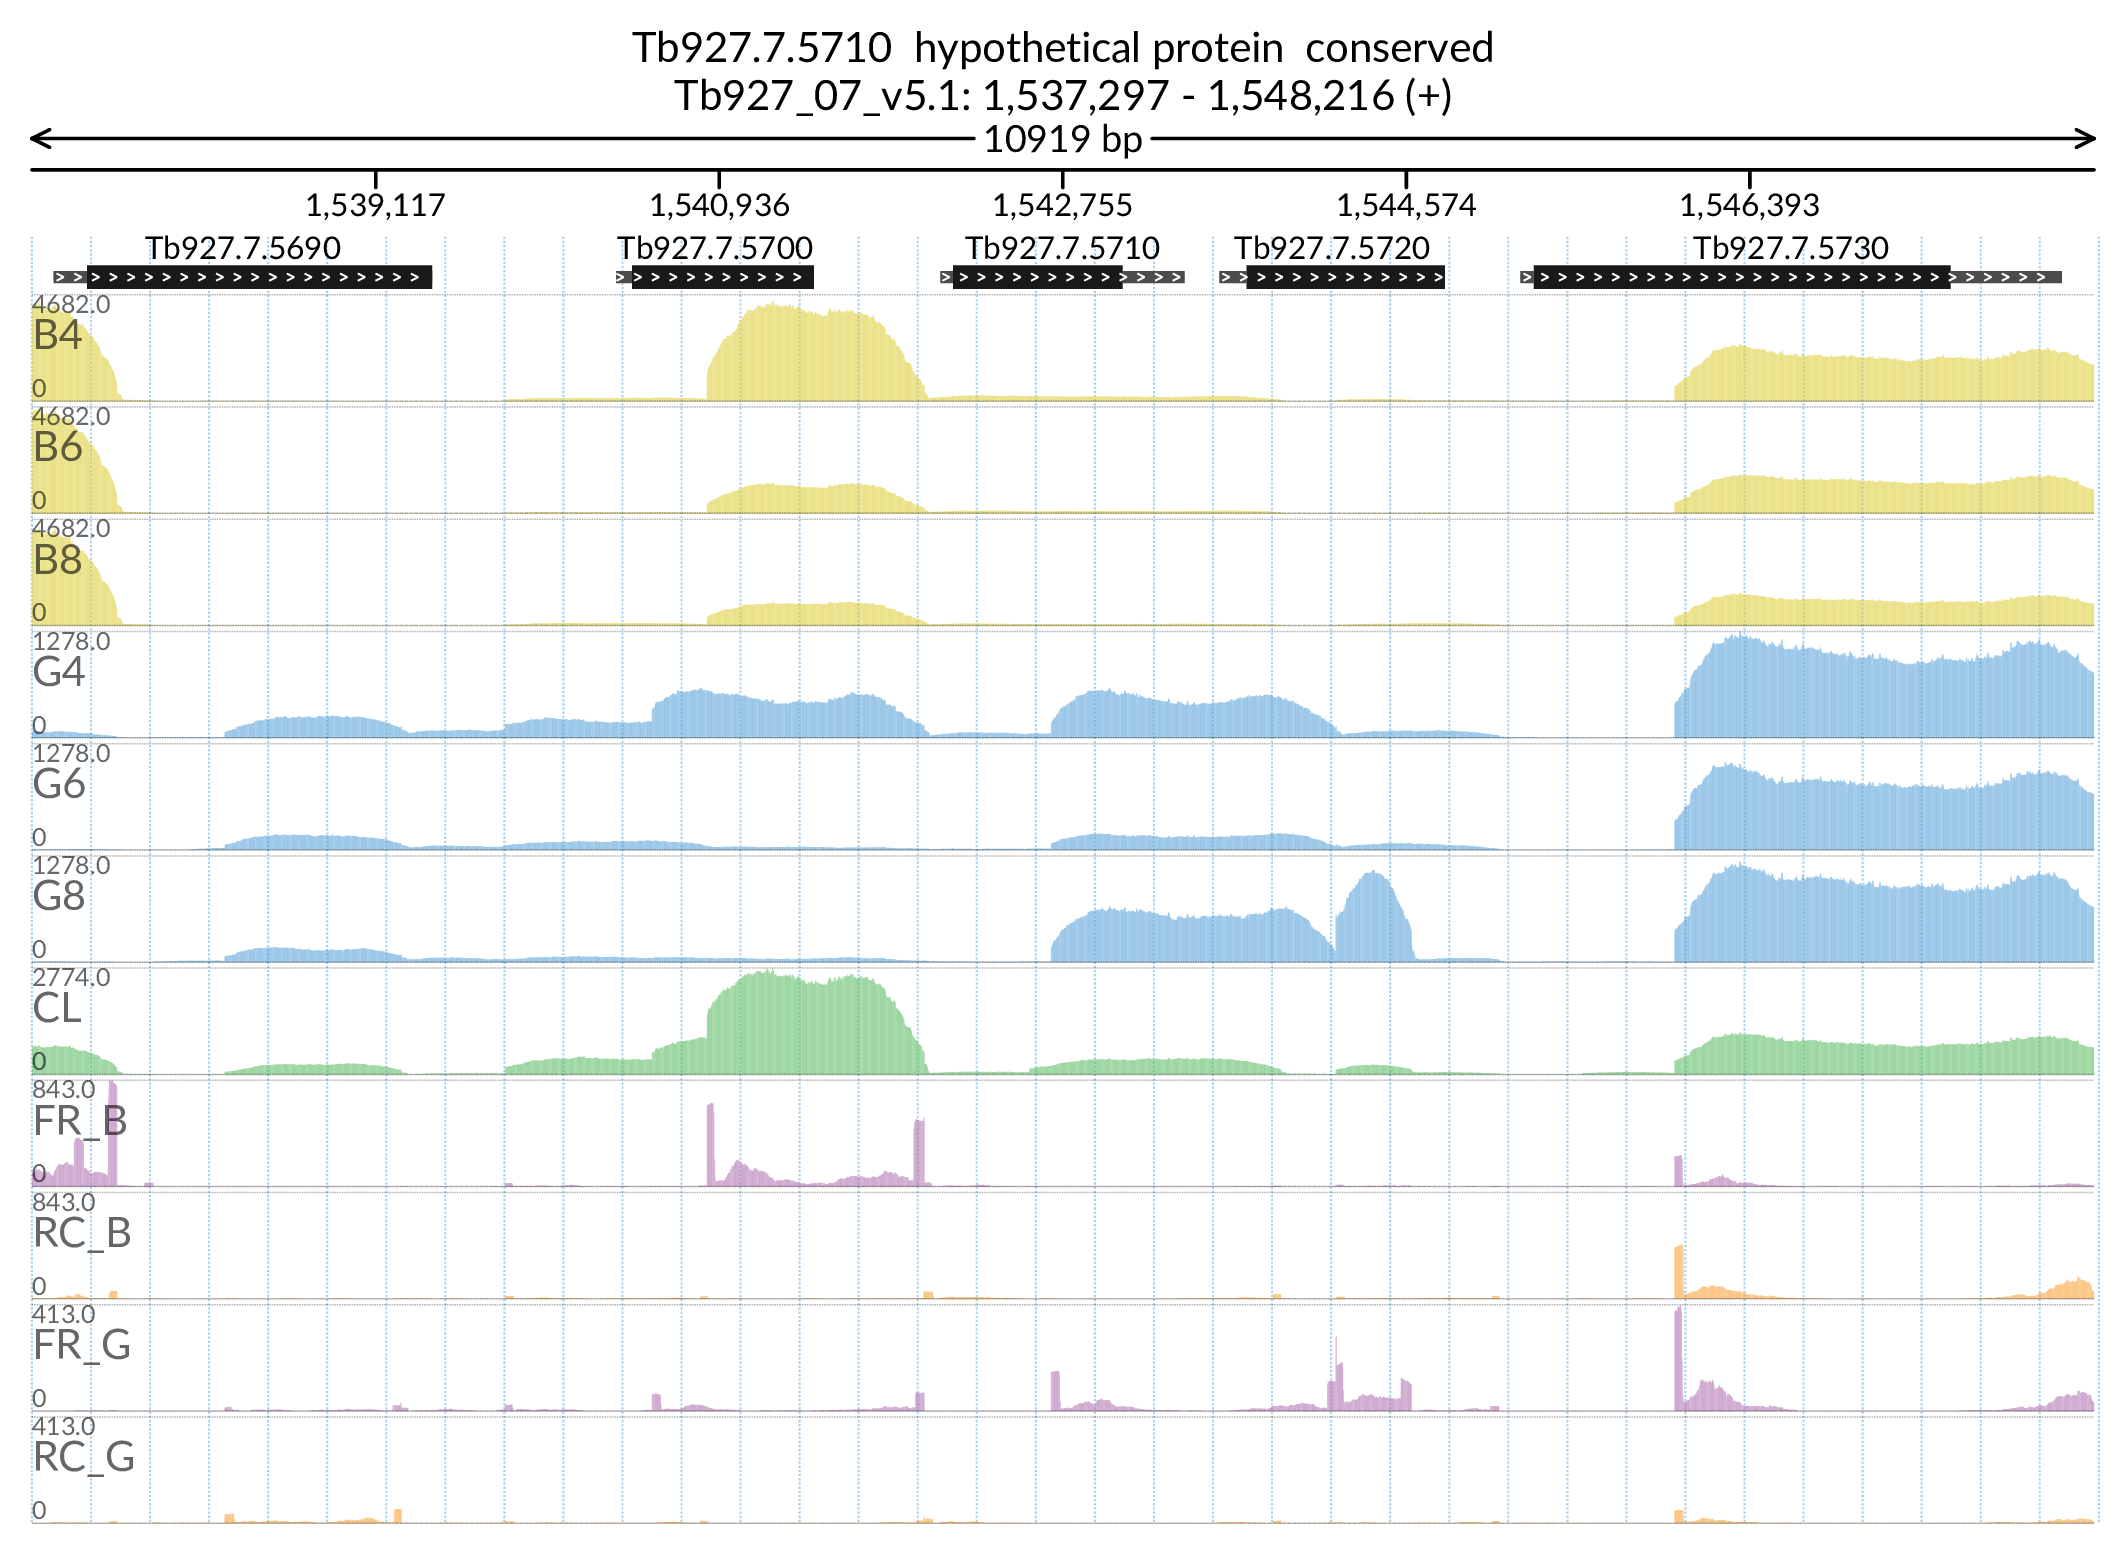 Tb927.7.5710  hypothetical protein  conserved
Tb927_07_v5.1: 1,537,297 - 1,548,216 (+)
10919 bp
1,539,117 1,540,936 1,542,755 1,544,574 1,546,393
Tb927.7.5690 Tb927.7.5700 Tb927.7.5710 Tb927.7.5720 Tb927.7.5730
4682.0
B4
0
4682.0
B6
0
4682.0
B8
0
1278.0
G4
0
1278.0
G6
0
1278.0
G8
0
2774.0
CL
0
843.0
FR_B
0
843.0
RC_B
0
413.0
FR_G
0
413.0
RC_G
0